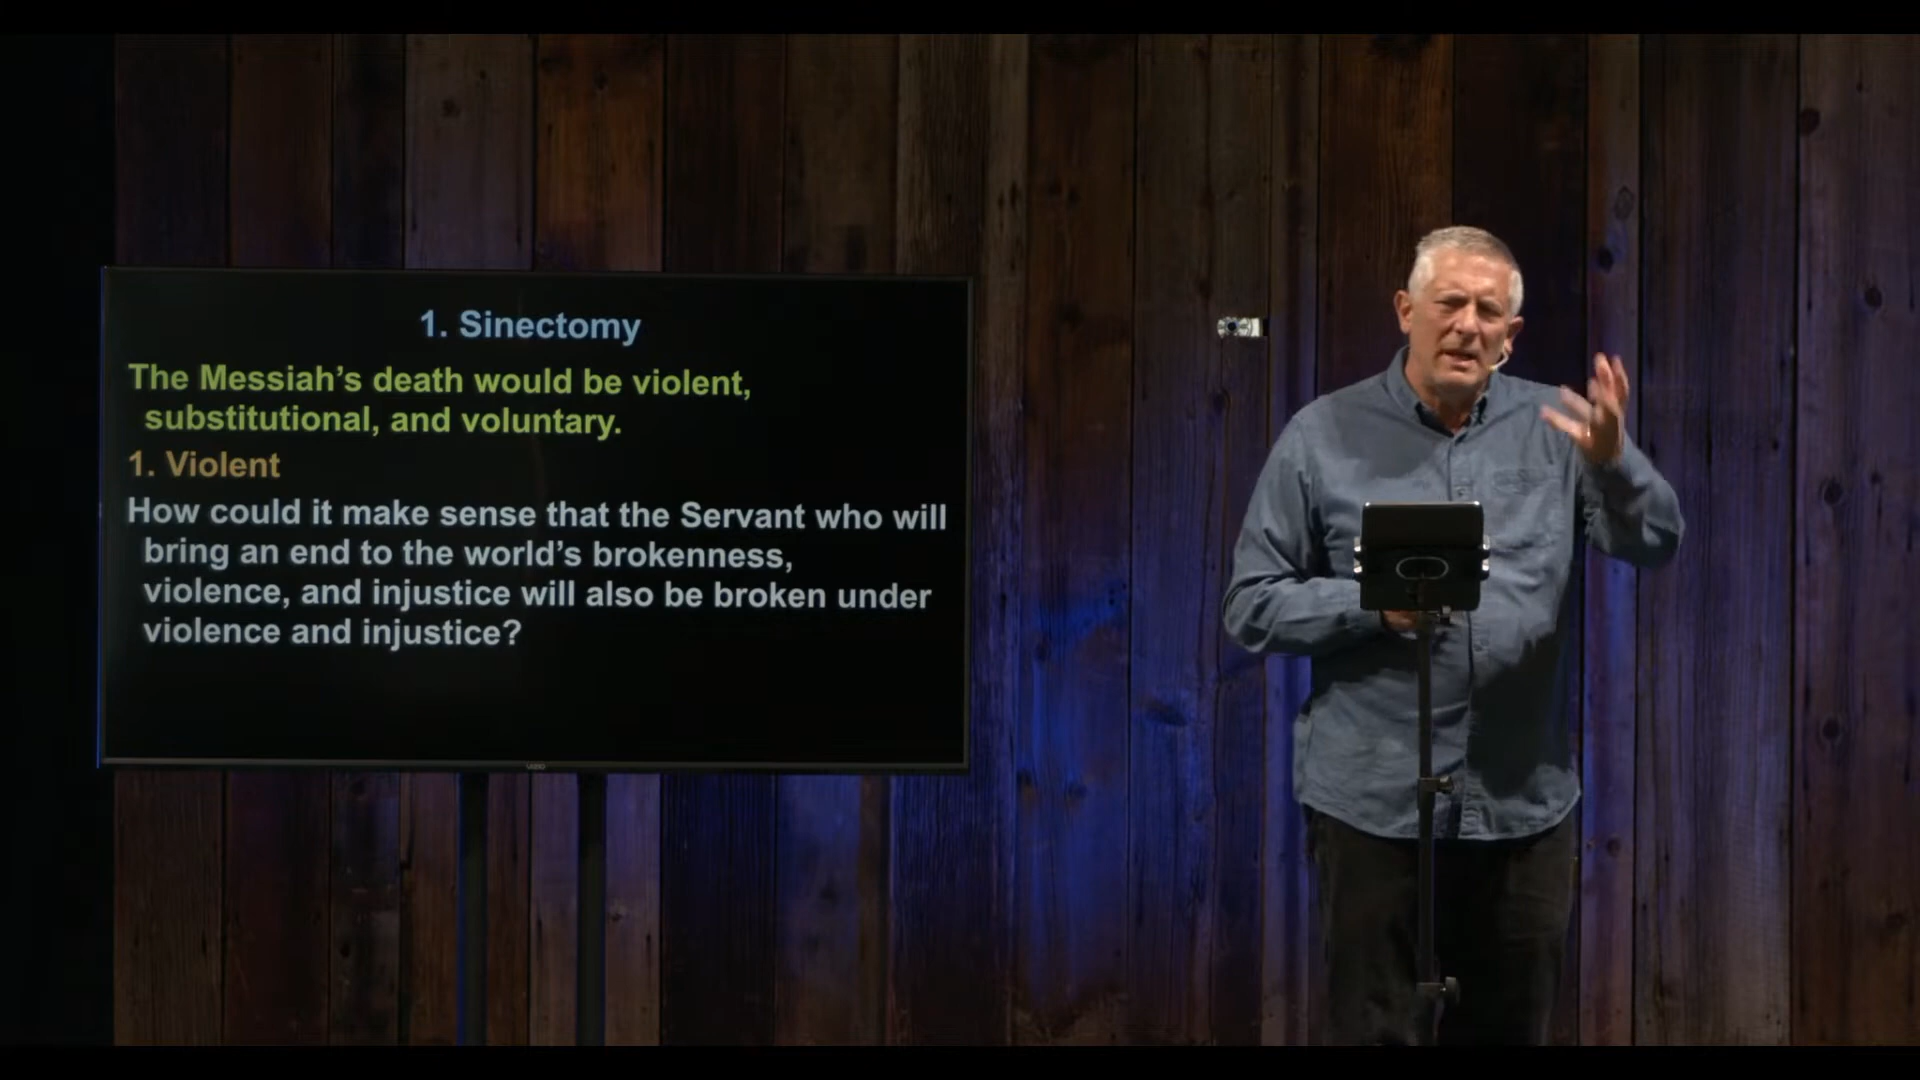 1. Sinectomy
The Messiah’s death would be violent,
substitutional, and voluntary.
1. Violent
How could it make sense that the Servant who will
bring an end to the world’s brokenness,
violence, and injustice will also be broken under
violence and injustice?
VIZIO